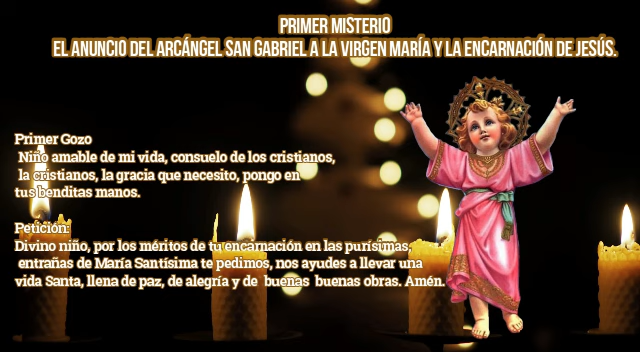 PRIMER MISTERIO
EL ANUNCIO DEL ARCÁNGEL SAN GABRIEL A LA VIRGEN MARÍA Y LA ENCARNACIÓN DE JESÚS.
Primer Gozo
Niño amable de mi vida, consuelo de los cristianos,
la cristianos, la gracia que necesito, pongo en
tus benditas manos.
Petición:
Divino niño, por los méritos de tu encarnación en las purísimas,
entrañas de María Santísima te pedimos, nos ayudes a llevar una
vida Santa, llena de paz, de alegría y de buenas buenas obras. Amén.